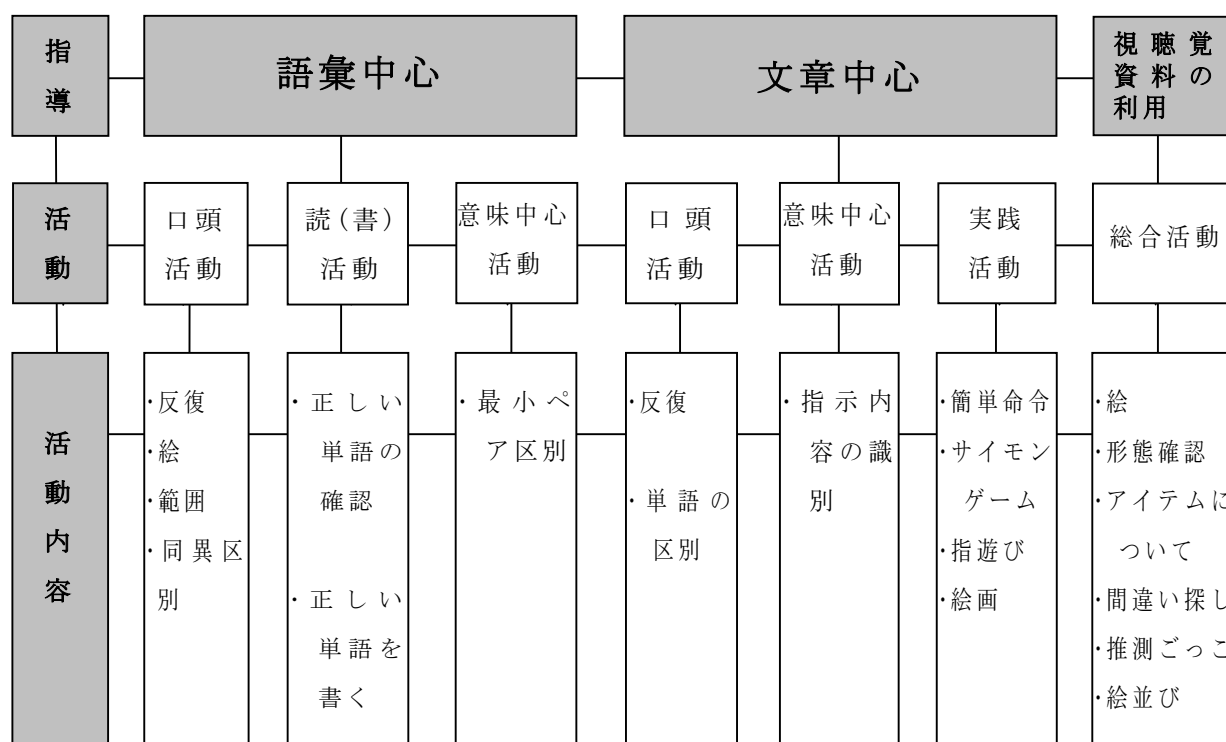 指
導
語彙中心
文章中心
視聴覚
資料の
利用
活
動
口頭
活動
読(書)
活動
意味中心
活動
口頭
活動
意味中心
活動
実践
活動
総合活動
活
動
内
容
・反復
・絵
・範囲
・同異区
別
・正しい
単語の
確認
・正しい
単語を
書く
・最小ペ
ア区別
・反復
・単語の
区別
・指示内
容の識
別
・簡単命令
・サイモン
ゲーム
・指遊び
・絵画
・絵
・形態確認
・アイテムに
ついて
・間違い探し
・推測ごっこ
・絵並び